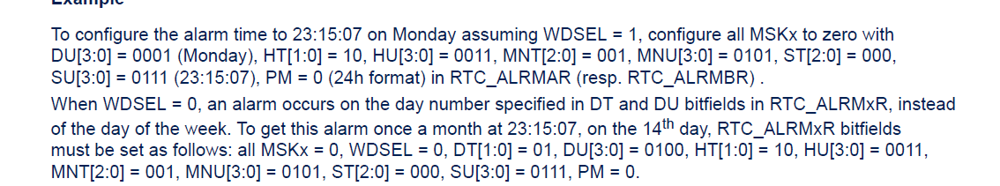 Example
To configure the alarm time to 23:15:07 on Monday assuming WDSEL = 1, configure all MSKx to zero with
DU[3:0] = 0001 (Monday), HT[1:0] = 10, HU[3:0] = 0011, MNT[2:0] = 001, MNU[3:0] = 0101, ST[2:0] = 000,
SU[3:0] = 0111 (23:15:07), PM = 0 (24h format) in RTC_ALRMAR (resp. RTC_ALRMBR) .
When WDSEL = 0, an alarm occurs on the day number specified in DT and DU bitfields in RTC_ALRMxR, instead
of the day of the week. To get this alarm once a month at 23:15:07, on the 14th day, RTC_ALRMxR bitfields
must be set as follows: all MSKx = 0, WDSEL = 0, DT[1:0] = 01, DU[3:0] = 0100, HT[1:0] = 10, HU[3:0] = 0011,
MNT[2:0] = 001, MNU[3:0] = 0101, ST[2:0] = 000, SU[3:0] = 0111, PM = 0.